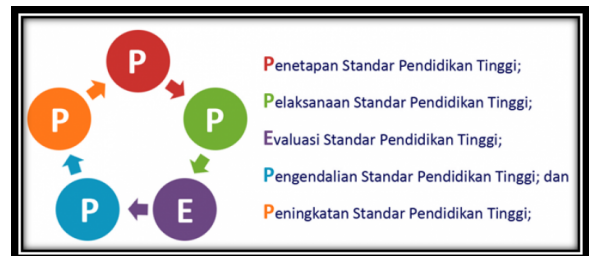 P
P
E
P
P
Penetapan Standar Pendidikan Tinggi;
Pelaksanaan Standar Pendidikan Tinggi;
Evaluasi Standar Pendidikan Tinggi;
Pengendalian Standar Pendidikan Tinggi; dan
Peningkatan Standar Pendidikan Tinggi;